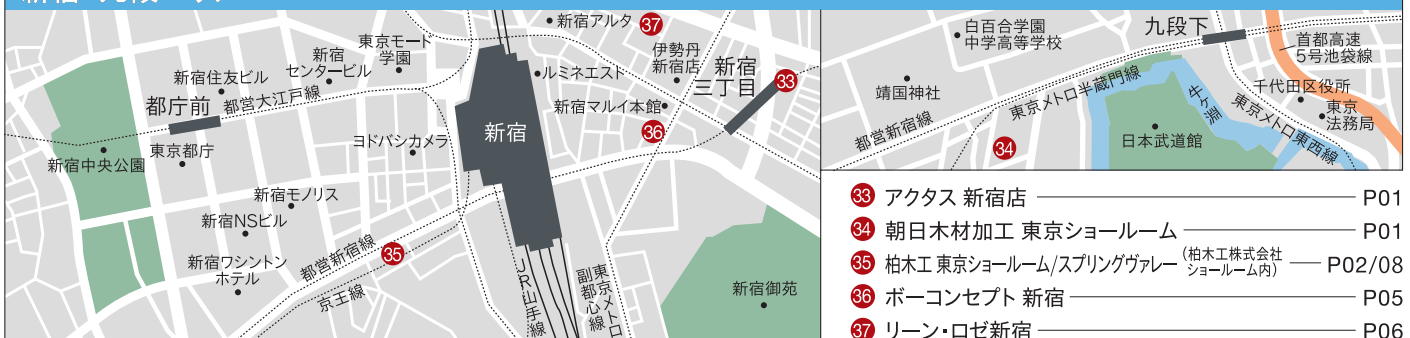 新宿アルタ
37
東京モード
学園
新宿
センタービル
伊勢丹
新宿店
新宿住友ビル
ルミネエスト
新宿
三丁目
33
都庁前
都営大江戸線
新宿マルイ本館
36
新宿
ヨドバシカメラ
新宿中央公園
東京都庁
新宿モノリス
新宿NSビル
都営新宿線
35
新宿ワシントン
ホテル
京王線
JR山手線
東京メトロ
副都心線
新宿御苑
白百合学園
中学高等学校
九段下
首都高速
5号池袋線
靖国神社
東京メトロ半蔵門線
牛ヶ淵
千代田区役所
東京
法務局
都営新宿線
34
日本武道館
東京メトロ東西線
33 アクタス 新宿店 P01
34 朝日木材加工 東京ショールーム P01
35 柏木工 東京ショールーム/スプリングヴァレー (柏木工株式会社 ショールーム内) P02/08
36 ボーコンセプト 新宿 P05
37 リーン・ロゼ新宿 P06